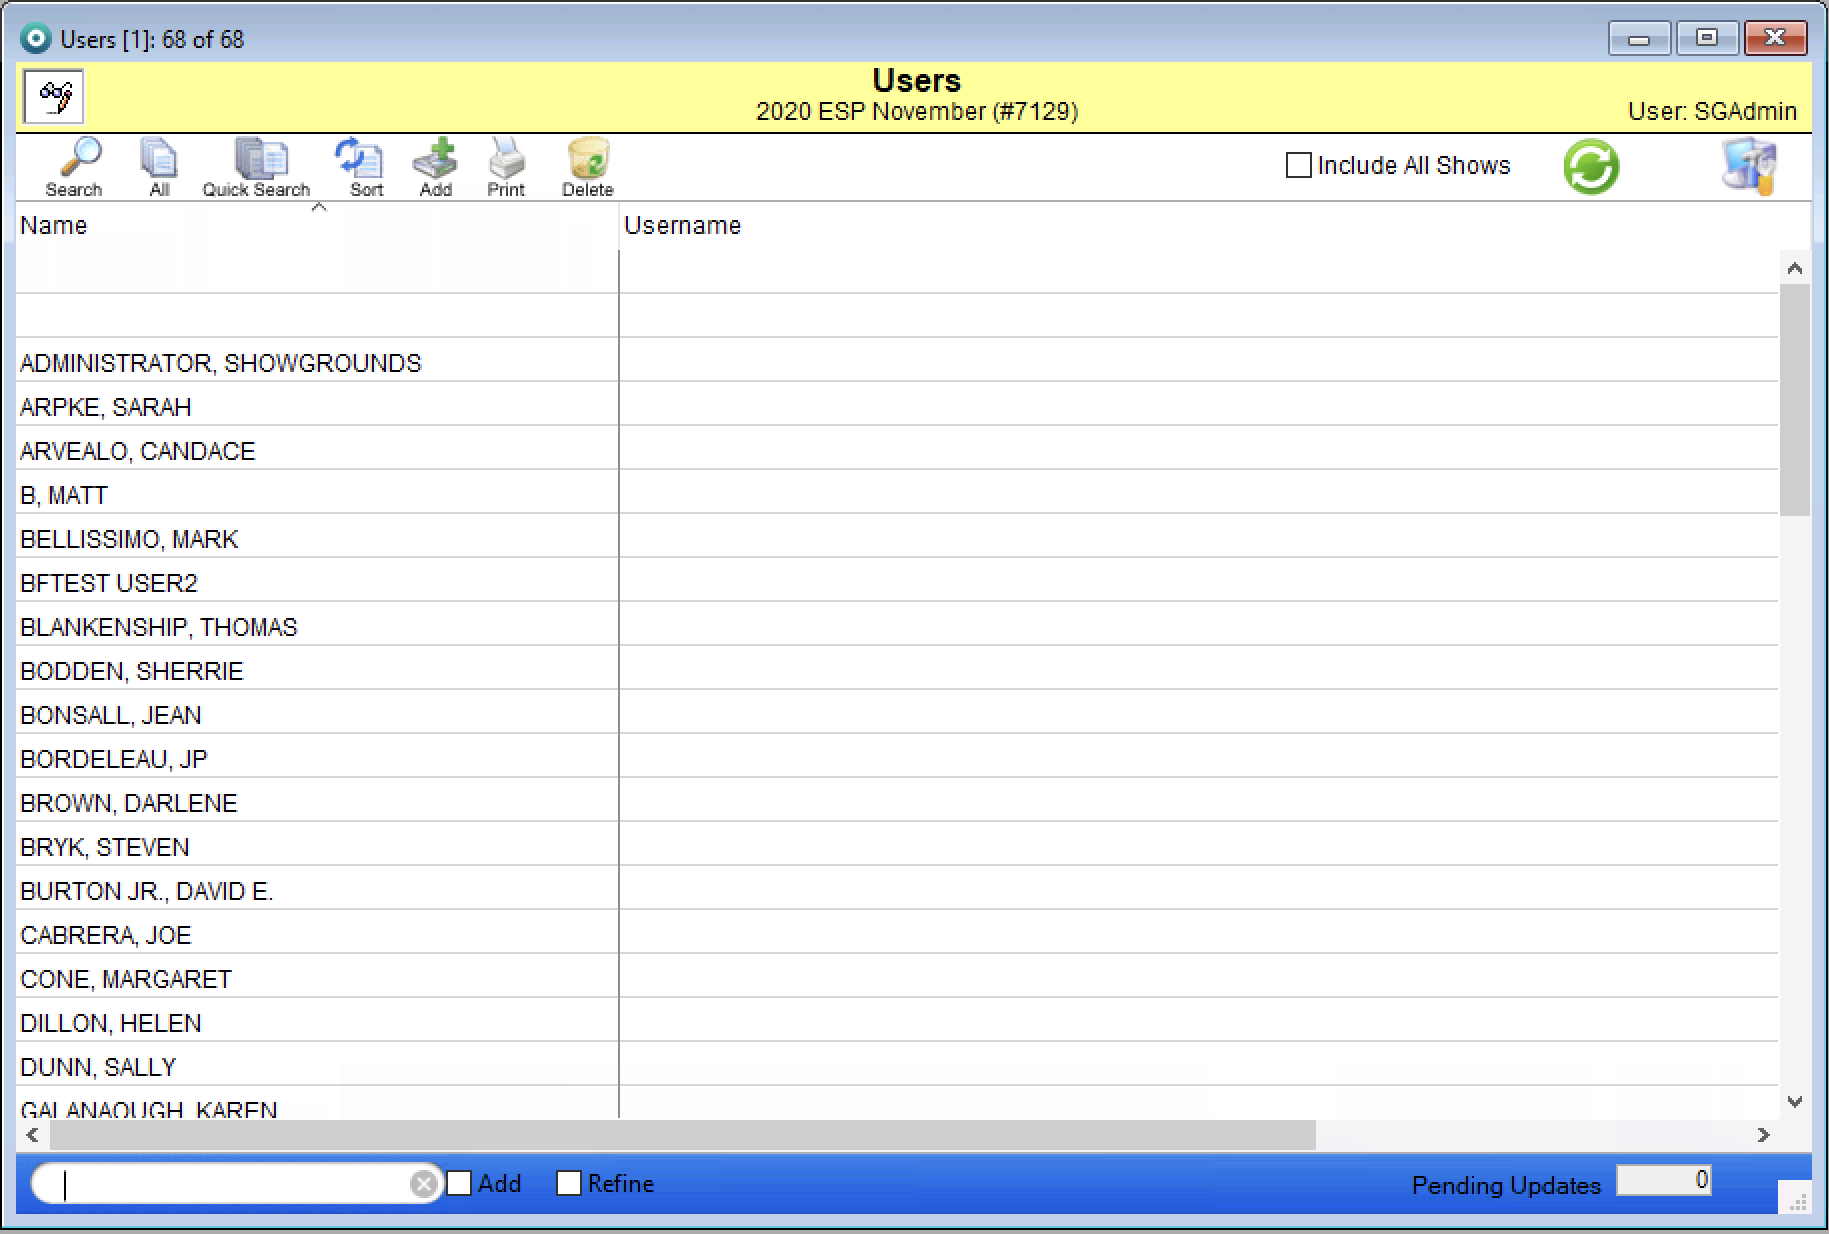 Users [1]: 68 of 68
Users
2020 ESP November (#7129)
User: SGAdmin
Search All Quick Search Sort Add Print Delete
Include All Shows
Name Username
ADMINISTRATOR, SHOWGROUNDS
ARPKE, SARAH
ARVEALO, CANDACE
B, MATT
BELLISSIMO, MARK
BFTEST USER2
BLANKENSHIP, THOMAS
BODDEN, SHERRIE
BONSALL, JEAN
BORDELEAU, JP
BROWN, DARLENE
BRYK, STEVEN
BURTON JR., DAVID E.
CABRERA, JOE
CONE, MARGARET
DILLON, HELEN
DUNN, SALLY
GALANAOUGH, KAREN
Add Refine Pending Updates 0